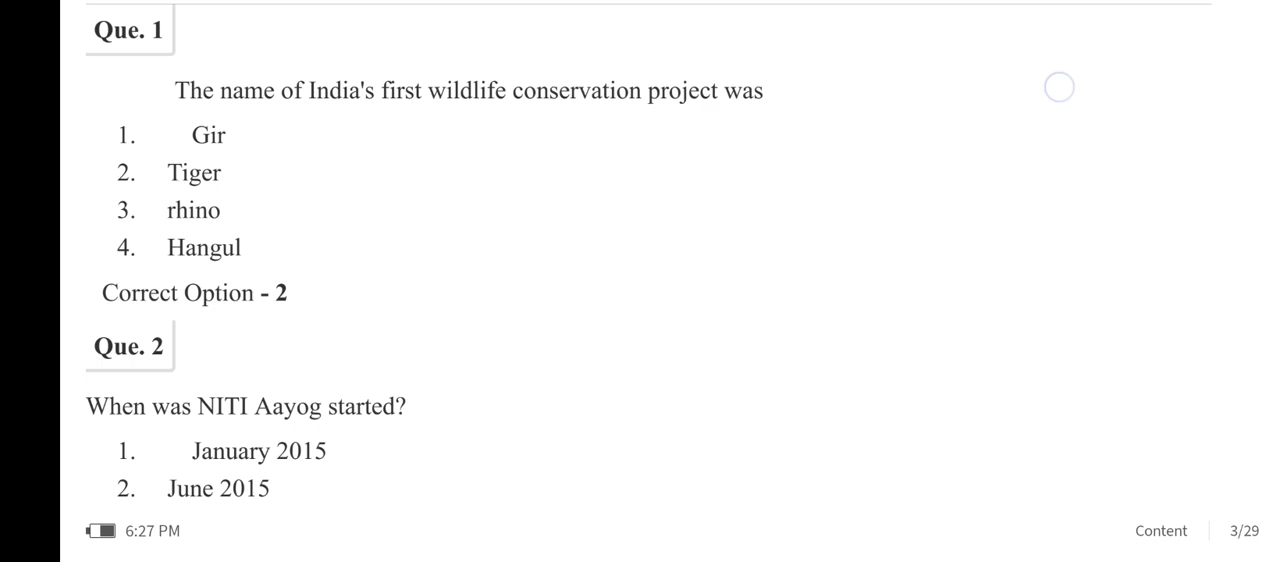 Que. 1
The name of India's first wildlife conservation project was
1. Gir
2. Tiger
3. rhino
4. Hangul
Correct Option - 2
Que. 2
When was NITI Aayog started?
1. January 2015
2. June 2015
6:27 PM Content 3/29